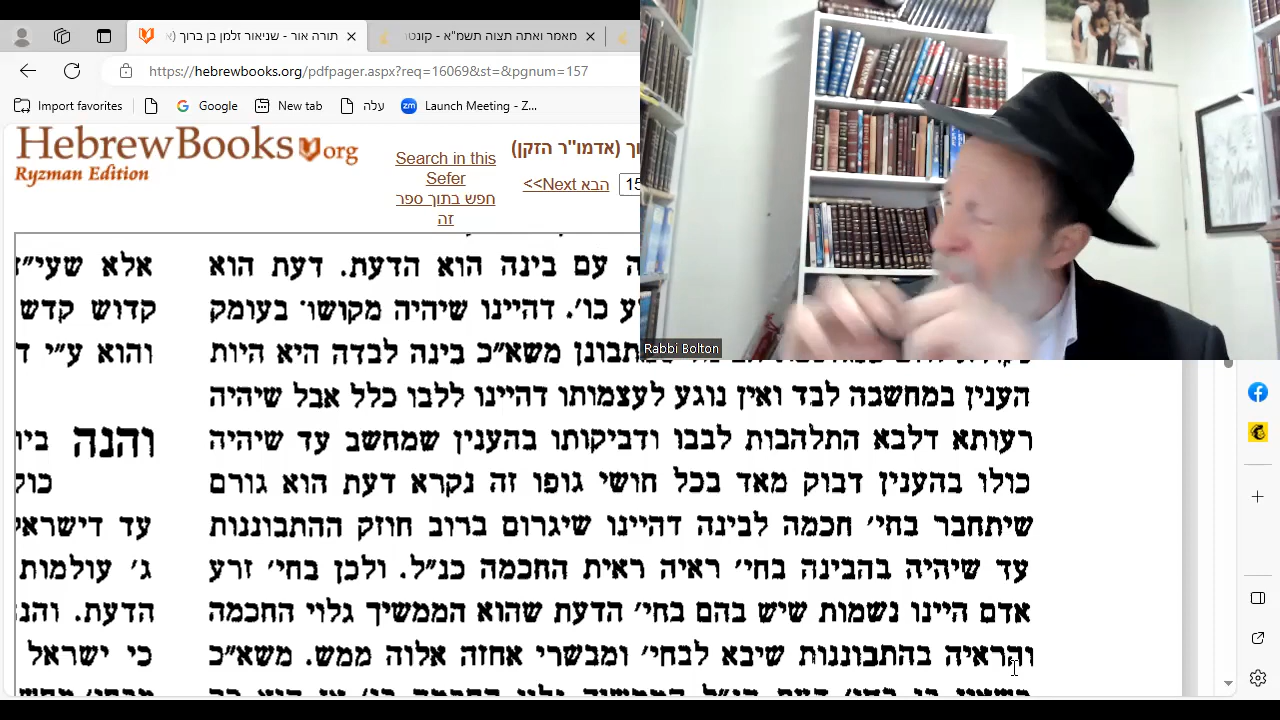 תורה אור - שניאור זלמן בן ברוך (א
מאמר ואתה תצוה תשמ"א - קונט
https://hebrewbooks.org/pdfpager.aspx?req=16069&st=&pgnum=157
Import favorites
Google
New tab
עלה
Launch Meeting - Z...
HebrewBooks.org
Ryzman Edition
Search in this
Sefer
חפש בתוך ספר
זה
וך (אדמו"ר הזקן)
<<Next הבא
15
Rabbi Bolton
ה עם בינה הוא הדעת. דעת הוא
ע כו'. דהיינו שיהיה מקושר בעומק
משא"כ בינה לבדה היא היות
הענין במחשבה לבד ואין נוגע לעצמותו דהיינו ללבו כלל אבל שיהיה
רעותא דלבא התלהבות לבבו ודביקותו בהענין שמחשב עד שיהיה
כולו בהענין דבוק מאד בכל חושי גופו זה נקרא דעת הוא גורם
שיתחבר בחי' חכמה לבינה דהיינו שיגרום ברוב חוזק ההתבוננות
עד שיהיה בהבינה בחי' ראיה ראית החכמה כנ"ל. ולכן בחי' זרע
אדם היינו נשמות שיש בהם בחי' הדעת שהוא הממשיך גלוי החכמה
והראיה בהתבוננות שיבא לבחי' ומבשרי אחזה אלוה ממש. משא"כ
אלא שעי"ז
קדוש קדש
והוא ע"י ד
והנה ביו
כול
עד דישראל
ג' עולמות
הדעת. והנ
כי ישראל